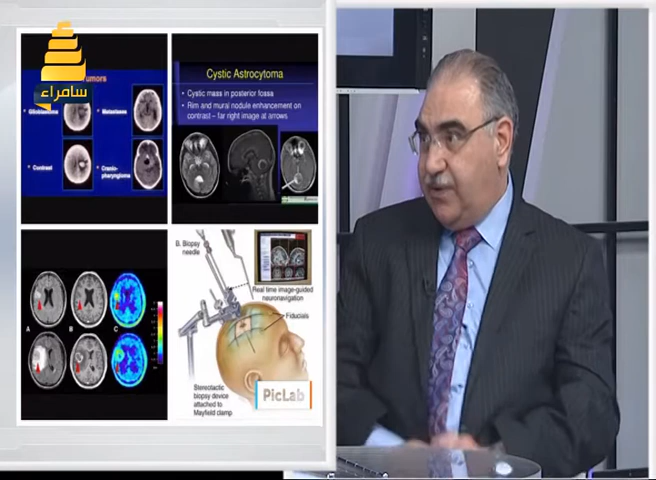 سامراء
umors
Glioblastoma
Metastases
Contrast
Cranio-
pharyngioma
Cystic Astrocytoma
• Cystic mass in posterior fossa
• Rim and mural nodule enhancement on
contrast – far right image at arrows
A
B
C
B. Biopsy
needle
Real time image-guided
neuronavigation
Fiducials
Stereotactic
biopsy device
attached to
Mayfield clamp
PicLab